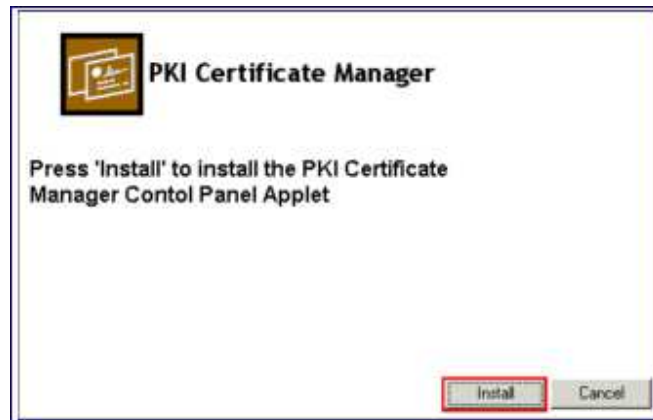 PKI Certificate Manager
Press 'Install' to install the PKI Certificate
Manager Contol Panel Applet
Install
Cancel